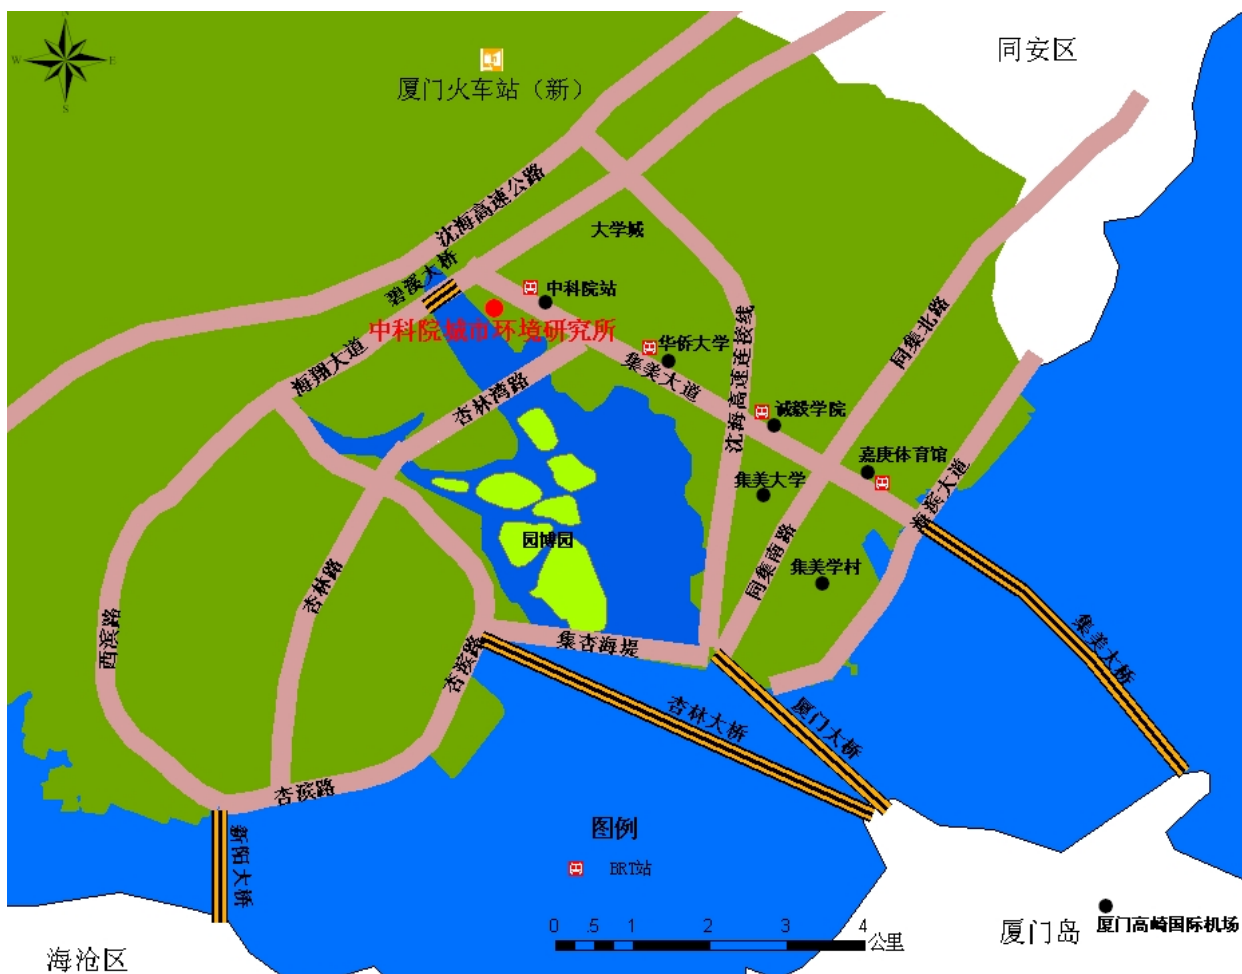 N
W
E
S
同安区
厦门火车站（新）
沈海高速公路
大学城
碧溪大桥
中科院站
中科院城市环境研究所
华侨大学
海翔大道
集美大道
沈海高速连接线
同集北路
杏林湾路
诚毅学院
嘉庚体育馆
集美大学
海滨大道
园博园
同集南路
集美学村
杏林路
西滨路
集杏海堤
杏滨路
集美大桥
杏林大桥
厦门大桥
杏滨路
新阳大桥
图例
BRT站
0 .5 1 2 3 4
公里
厦门岛
厦门高崎国际机场
海沧区